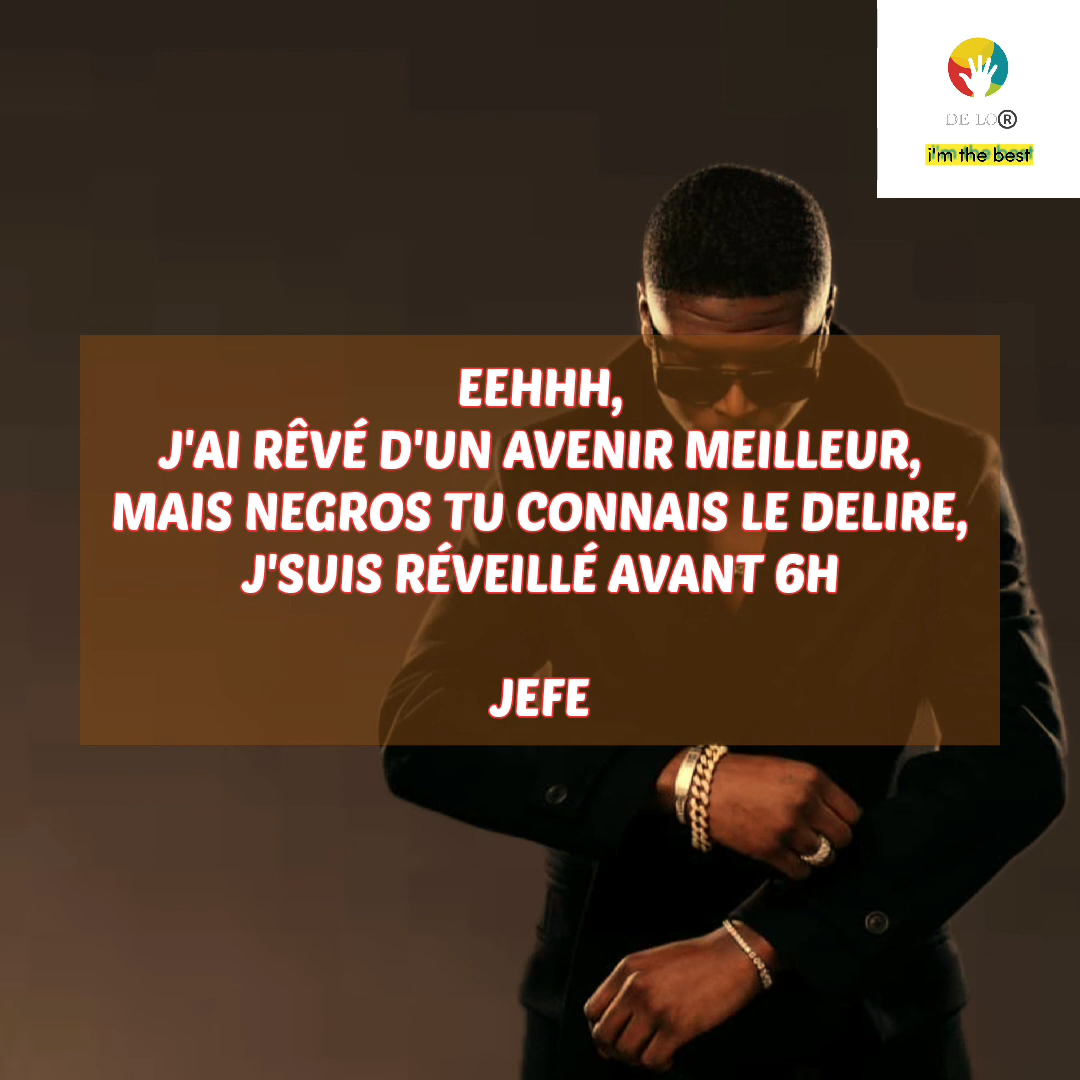 DE LO®
i'm the best
EEHHH,
J'AI RÊVÉ D'UN AVENIR MEILLEUR,
MAIS NEGROS TU CONNAIS LE DELIRE,
J'SUIS RÉVEILLÉ AVANT 6H
JEFE